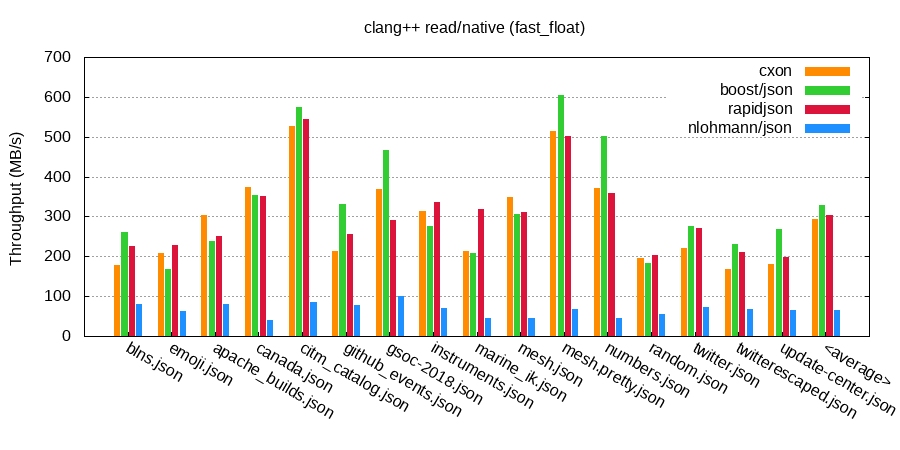 clang++ read/native (fast_float)
Throughput (MB/s)
700
600
500
400
300
200
100
0
cxon
boost/json
rapidjson
nlohmann/json
blns.json
emoji.json
apache_builds.json
canada.json
citm_catalog.json
github_events.json
gsoc-2018.json
instruments.json
marine_ik.json
mesh.json
mesh.pretty.json
numbers.json
random.json
twitter.json
twitterescaped.json
update-center.json
<average>